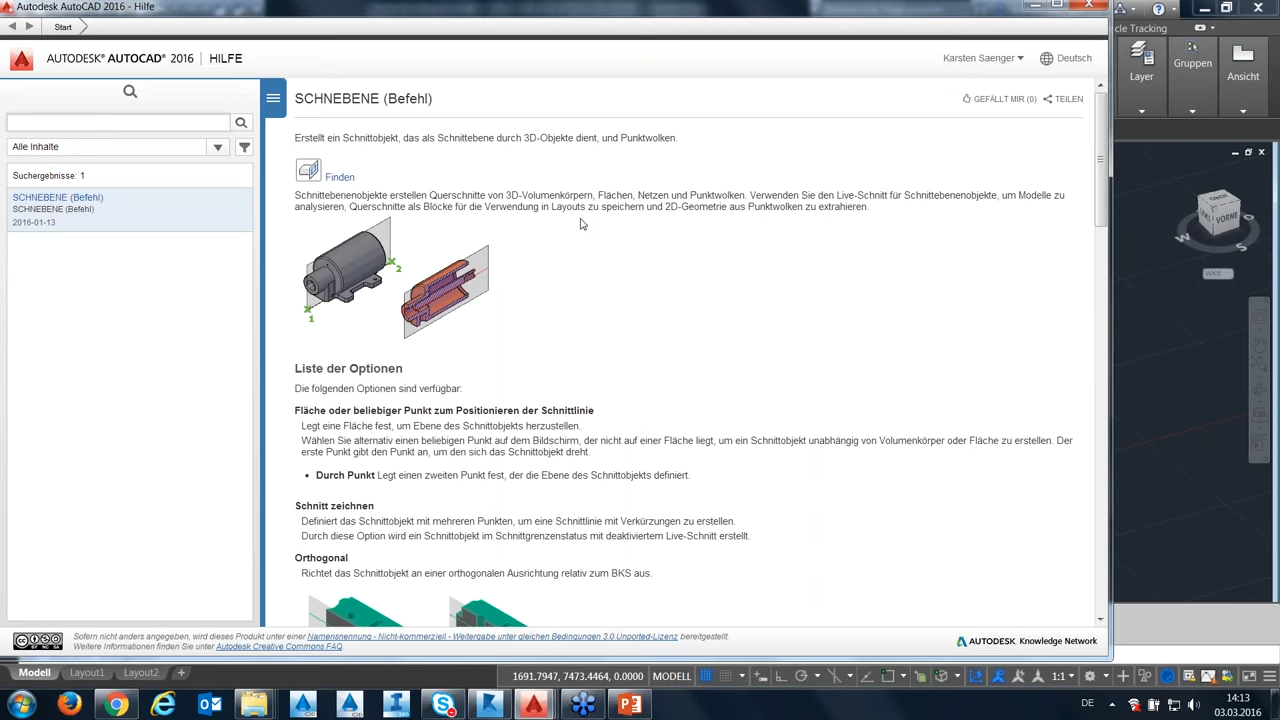 Autodesk AutoCAD 2016 - Hilfe
Start
AUTODESK® AUTOCAD® 2016 | HILFE
Karsten Saenger
Deutsch
cle Tracking
Layer
Gruppen
Ansicht
Alle Inhalte
Suchergebnisse: 1
SCHNEBENE (Befehl)
SCHNEBENE (Befehl)
2016-01-13
SCHNEBENE (Befehl)
GEFÄLLT MIR (0)
TEILEN
Erstellt ein Schnittobjekt, das als Schnittebene durch 3D-Objekte dient, und Punktwolken.
Finden
Schnittebenenobjekte erstellen Querschnitte von 3D-Volumenkörpern, Flächen, Netzen und Punktwolken. Verwenden Sie den Live-Schnitt für Schnittebenenobjekte, um Modelle zu
analysieren, Querschnitte als Blöcke für die Verwendung in Layouts zu speichern und 2D-Geometrie aus Punktwolken zu extrahieren.
2
1
Liste der Optionen
Die folgenden Optionen sind verfügbar:
Fläche oder beliebiger Punkt zum Positionieren der Schnittlinie
Legt eine Fläche fest, um Ebene des Schnittobjekts herzustellen.
Wählen Sie alternativ einen beliebigen Punkt auf dem Bildschirm, der nicht auf einer Fläche liegt, um ein Schnittobjekt unabhängig von Volumenkörper oder Fläche zu erstellen. Der
erste Punkt gibt den Punkt an, um den sich das Schnittobjekt dreht.
• Durch Punkt Legt einen zweiten Punkt fest, der die Ebene des Schnittobjekts definiert.
Schnitt zeichnen
Definiert das Schnittobjekt mit mehreren Punkten, um eine Schnittlinie mit Verkürzungen zu erstellen.
Durch diese Option wird ein Schnittobjekt im Schnittgrenzenstatus mit deaktiviertem Live-Schnitt erstellt.
Orthogonal
Richtet das Schnittobjekt an einer orthogonalen Ausrichtung relativ zum BKS aus.
VORNE
WKS
Sofern nicht anders angegeben, wird dieses Produkt unter einer Namensnennung - Nicht-kommerziell - Weitergabe unter gleichen Bedingungen 3.0 Unported-Lizenz bereitgestellt.
Weitere Informationen finden Sie unter Autodesk Creative Commons FAQ.
AUTODESK. Knowledge Network
Modell
Layout1
Layout2
+
1691.7947, 7473.4464, 0.0000
MODELL
1:1
DE
14:13
03.03.2016